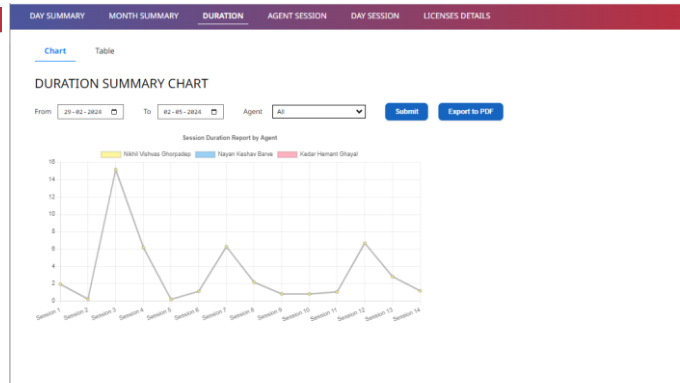 DAY SUMMARY MONTH SUMMARY DURATION AGENT SESSION DAY SESSION LICENSES DETAILS
Chart Table
DURATION SUMMARY CHART
From 29-02-2024 To 02-05-2024 Agent All Submit Export to PDF
Session Duration Report by Agent
Nikhil Vishvas Ghorpadep Nayan Keshav Barve Kedar Hemant Ghayal
16
14
12
10
8
6
4
2
0
Session 1 Session 2 Session 3 Session 4 Session 5 Session 6 Session 7 Session 8 Session 9 Session 10 Session 11 Session 12 Session 13 Session 14